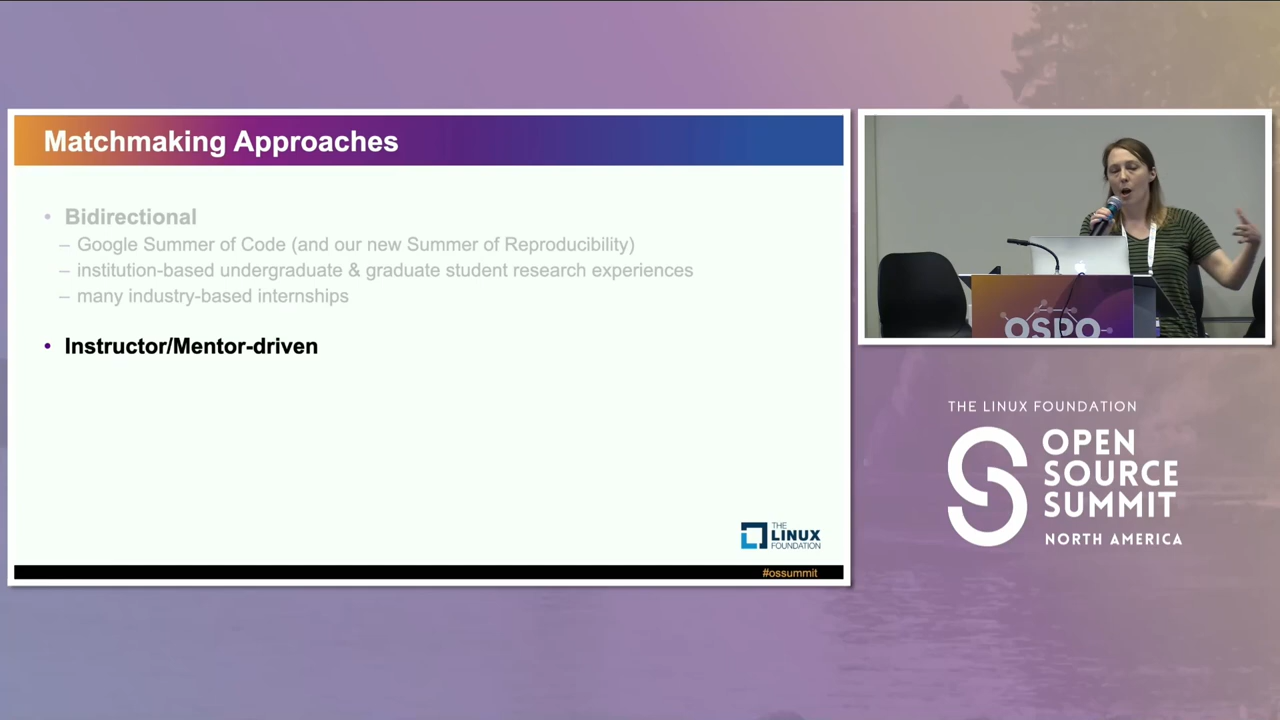 Matchmaking Approaches
• Bidirectional
– Google Summer of Code (and our new Summer of Reproducibility)
– institution-based undergraduate & graduate student research experiences
– many industry-based internships
• Instructor/Mentor-driven
THE
LINUX
FOUNDATION
#ossummit
OSPO
THE LINUX FOUNDATION
OPEN
SOURCE
SUMMIT
NORTH AMERICA